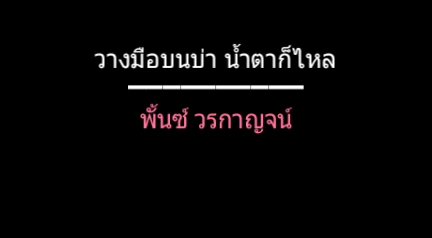 วางมือบนบ่า น้ำตาก็ไหล
พั้นซ์ วรกาญจน์